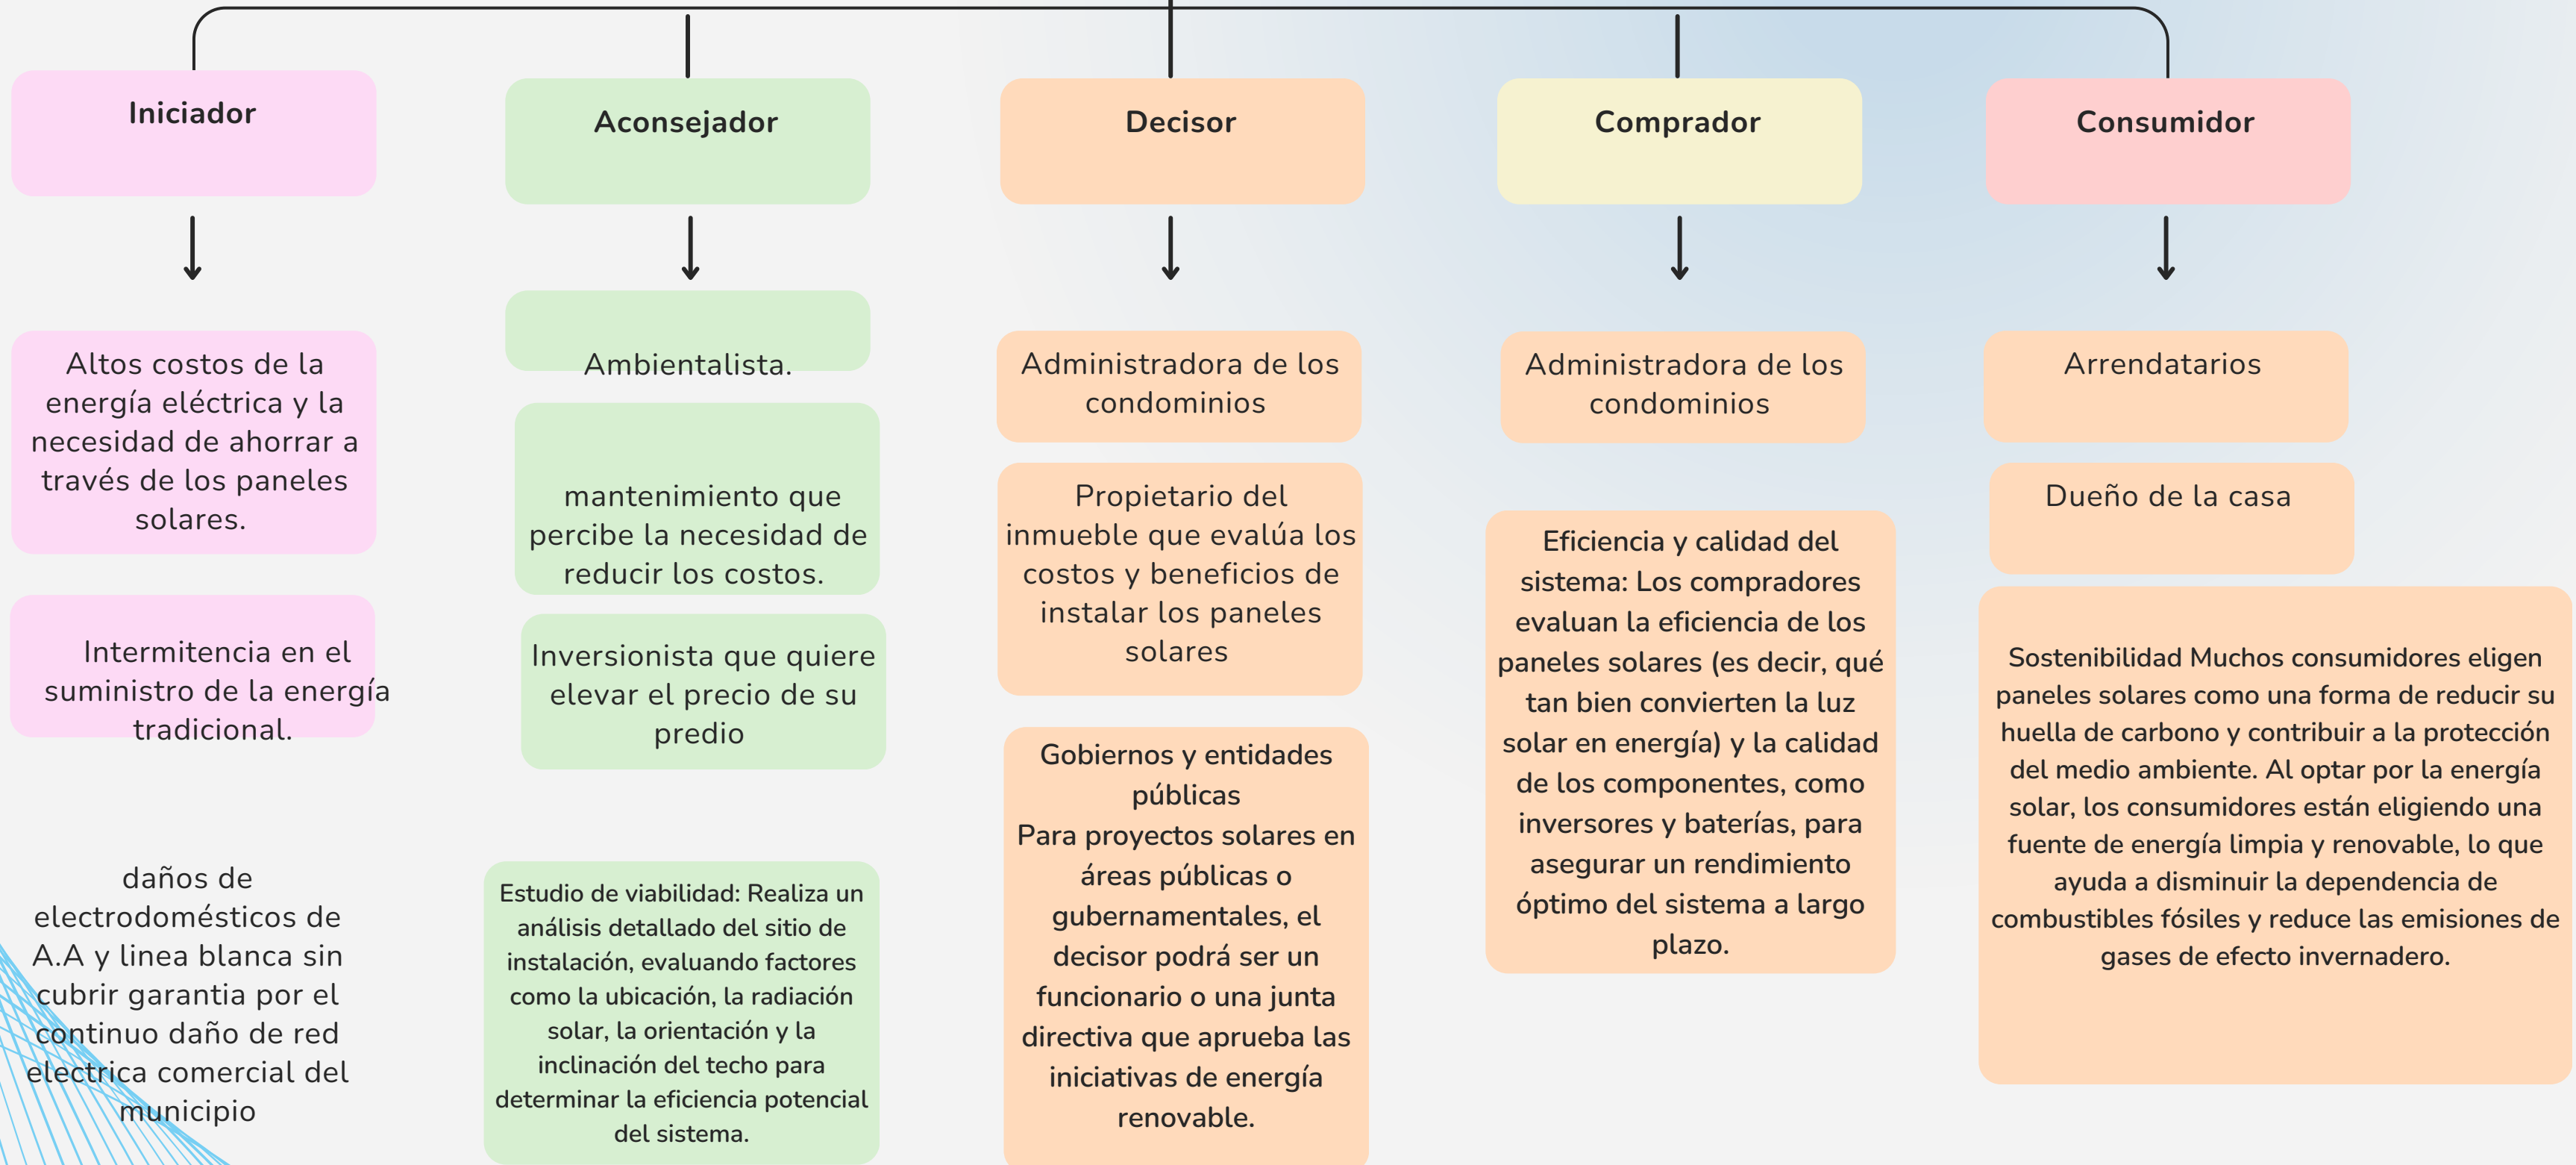 Iniciador
Altos costos de la
energía eléctrica y la
necesidad de ahorrar a
través de los paneles
solares.
Intermitencia en el
suministro de la energía
tradicional.
daños de
electrodomésticos de
A.A y linea blanca sin
cubrir garantia por el
continuo daño de red
electrica comercial del
municipio
Aconsejador
Ambientalista.
mantenimiento que
percibe la necesidad de
reducir los costos.
Inversionista que quiere
elevar el precio de su
predio
Estudio de viabilidad: Realiza un
análisis detallado del sitio de
instalación, evaluando factores
como la ubicación, la radiación
solar, la orientación y la
inclinación del techo para
determinar la eficiencia potencial
del sistema.
Decisor
Administradora de los
condominios
Propietario del
inmueble que evalúa los
costos y beneficios de
instalar los paneles
solares
Gobiernos y entidades
públicas
Para proyectos solares en
áreas públicas o
gubernamentales, el
decisor podrá ser un
funcionario o una junta
directiva que aprueba las
iniciativas de energía
renovable.
Comprador
Administradora de los
condominios
Eficiencia y calidad del
sistema: Los compradores
evaluan la eficiencia de los
paneles solares (es decir, qué
tan bien convierten la luz
solar en energía) y la calidad
de los componentes, como
inversores y baterías, para
asegurar un rendimiento
óptimo del sistema a largo
plazo.
Consumidor
Arrendatarios
Dueño de la casa
Sostenibilidad Muchos consumidores eligen
paneles solares como una forma de reducir su
huella de carbono y contribuir a la protección
del medio ambiente. Al optar por la energía
solar, los consumidores están eligiendo una
fuente de energía limpia y renovable, lo que
ayuda a disminuir la dependencia de
combustibles fósiles y reduce las emisiones de
gases de efecto invernadero.